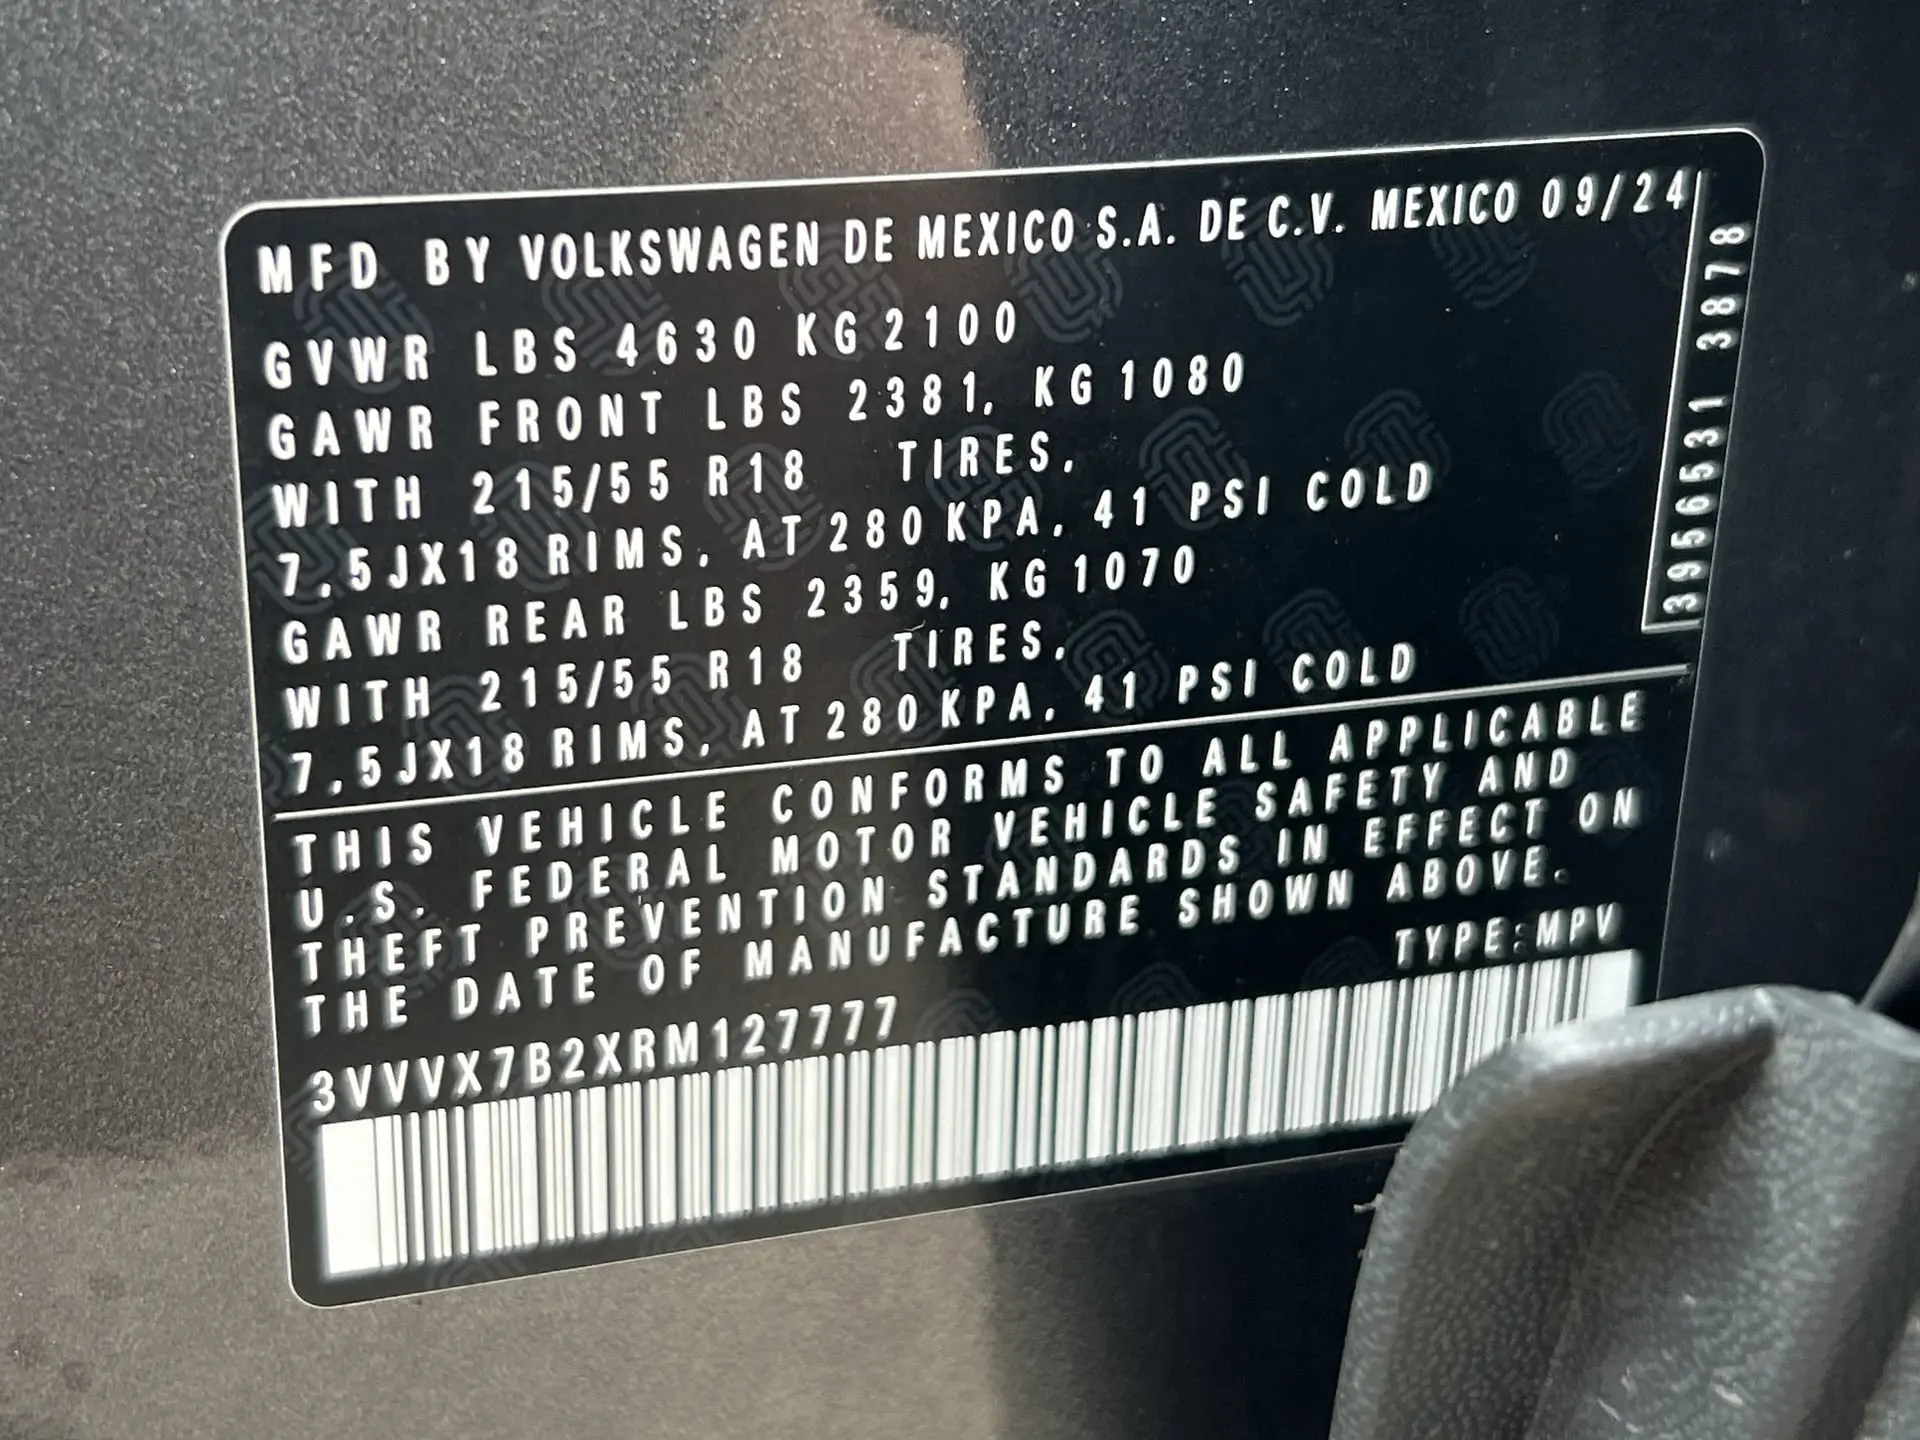 MFD BY VOLKSWAGEN DE MEXICO S.A. DE C.V. MEXICO 09/24
GVWR LBS 4630 KG 2100
GAWR FRONT LBS 2381, KG 1080
WITH 215/55 R18 TIRES,
7,5JX18 RIMS, AT 280 KPA, 41 PSI COLD
GAWR REAR LBS 2359, KG 1070
WITH 215/55 R18 TIRES,
7,5JX18 RIMS, AT 280 KPA, 41 PSI COLD
THIS VEHICLE CONFORMS TO ALL APPLICABLE
U.S. FEDERAL MOTOR VEHICLE SAFETY AND
THEFT PREVENTION STANDARDS IN EFFECT ON
THE DATE OF MANUFACTURE SHOWN ABOVE.
TYPE:MPV
3VVVX7B2XRM127777
3956531 3878